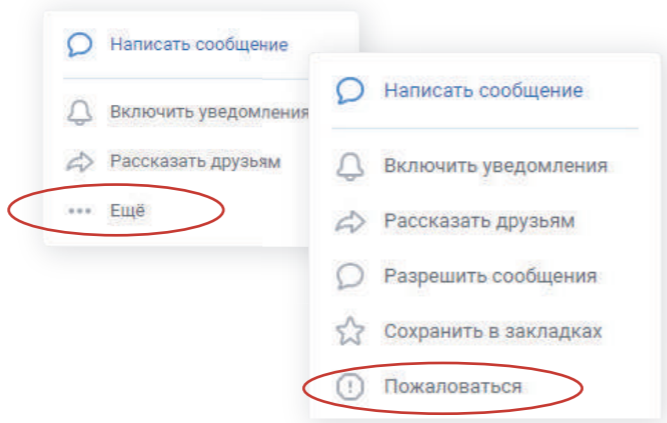 Написать сообщение
Включить уведомления
Рассказать друзьям
Ещё
Написать сообщение
Включить уведомления
Рассказать друзьям
Разрешить сообщения
Сохранить в закладках
Пожаловаться